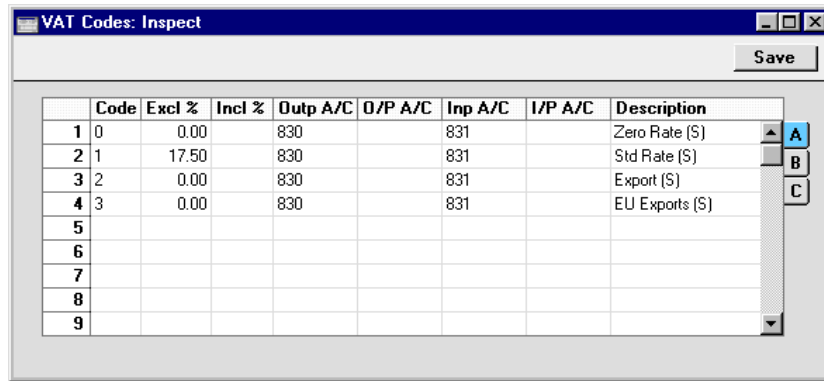 VAT Codes: Inspect
Save
Code Excl % Incl % Outp A/C O/P A/C Inp A/C I/P A/C Description
1 0 0.00 830 831 Zero Rate (S) A
2 1 17.50 830 831 Std Rate (S) B
3 2 0.00 830 831 Export (S) C
4 3 0.00 830 831 EU Exports (S)
5
6
7
8
9